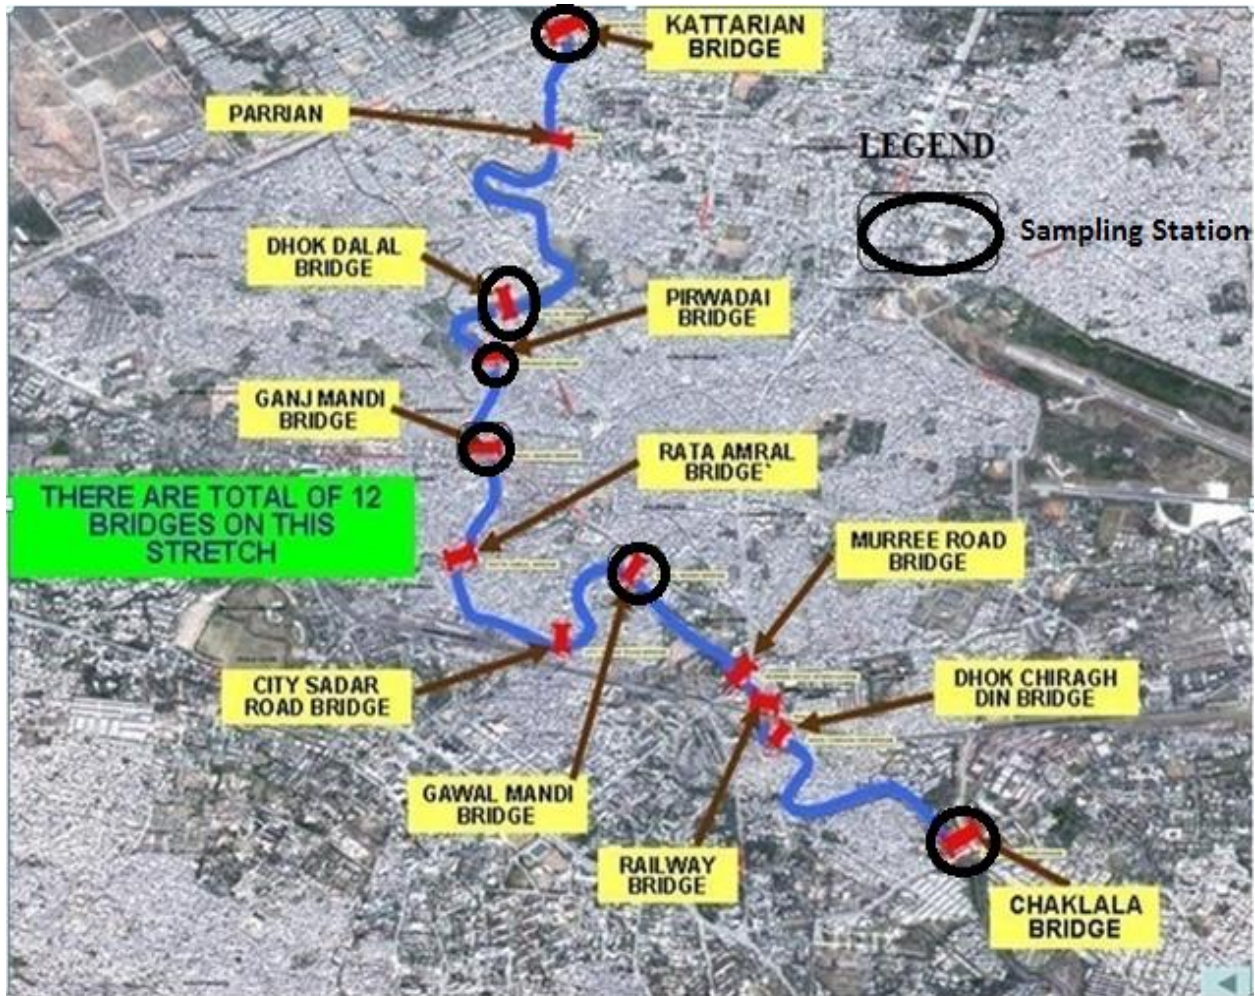 KATTARIAN
BRIDGE
PARRIAN
LEGEND
Sampling Station
DHOK DALAL
BRIDGE
PIRWADAI
BRIDGE
GANJ MANDI
BRIDGE
RATA AMRAL
BRIDGE`
THERE ARE TOTAL OF 12
BRIDGES ON THIS
STRETCH
MURREE ROAD
BRIDGE
CITY SADAR
ROAD BRIDGE
DHOK CHIRAGH
DIN BRIDGE
GAWAL MANDI
BRIDGE
RAILWAY
BRIDGE
CHAKLALA
BRIDGE